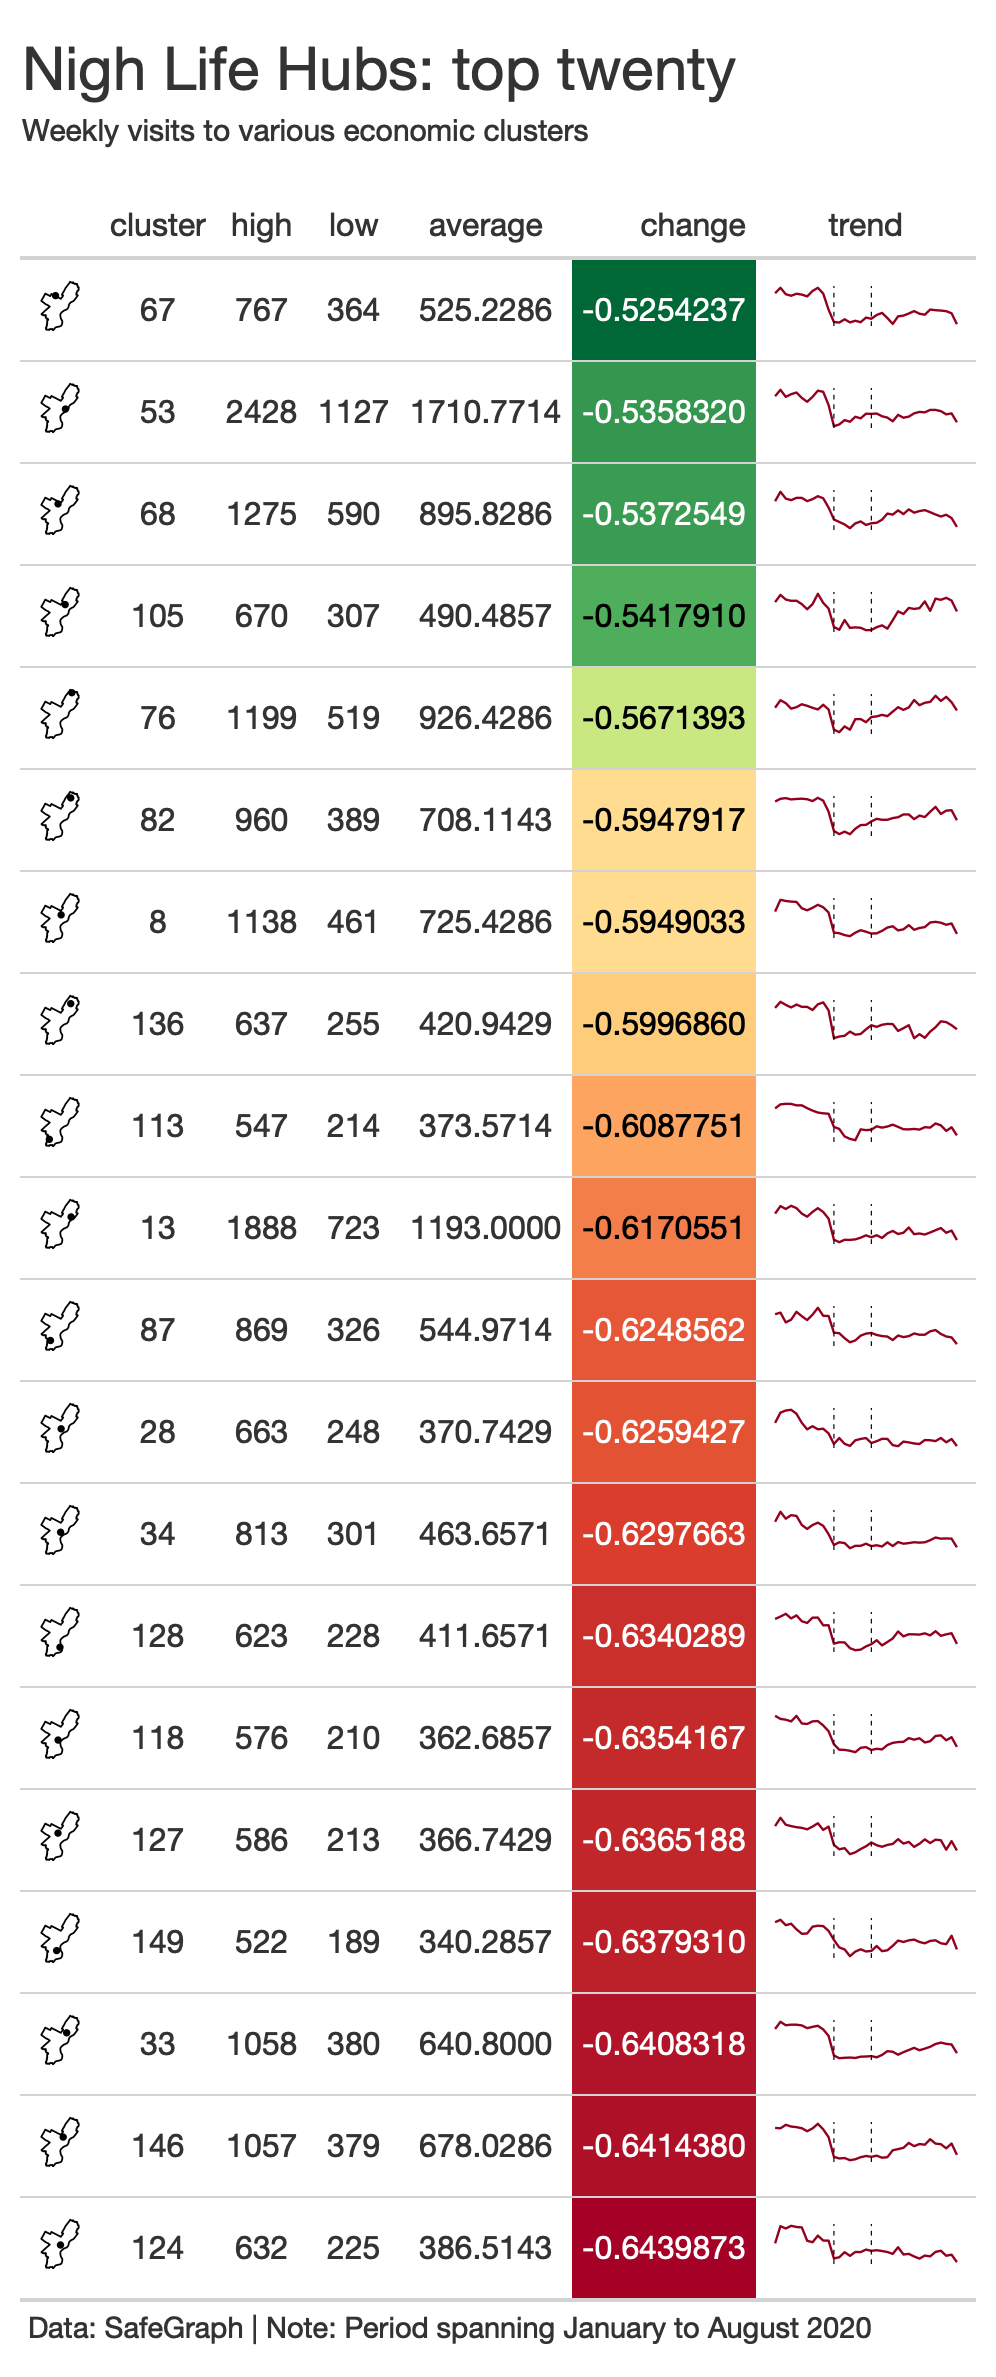 Nigh Life Hubs: top twenty
Weekly visits to various economic clusters
cluster high low average change trend
67 767 364 525.2286 -0.5254237
53 2428 1127 1710.7714 -0.5358320
68 1275 590 895.8286 -0.5372549
105 670 307 490.4857 -0.5417910
76 1199 519 926.4286 -0.5671393
82 960 389 708.1143 -0.5947917
8 1138 461 725.4286 -0.5949033
136 637 255 420.9429 -0.5996860
113 547 214 373.5714 -0.6087751
13 1888 723 1193.0000 -0.6170551
87 869 326 544.9714 -0.6248562
28 663 248 370.7429 -0.6259427
34 813 301 463.6571 -0.6297663
128 623 228 411.6571 -0.6340289
118 576 210 362.6857 -0.6354167
127 586 213 366.7429 -0.6365188
149 522 189 340.2857 -0.6379310
33 1058 380 640.8000 -0.6408318
146 1057 379 678.0286 -0.6414380
124 632 225 386.5143 -0.6439873
Data: SafeGraph | Note: Period spanning January to August 2020